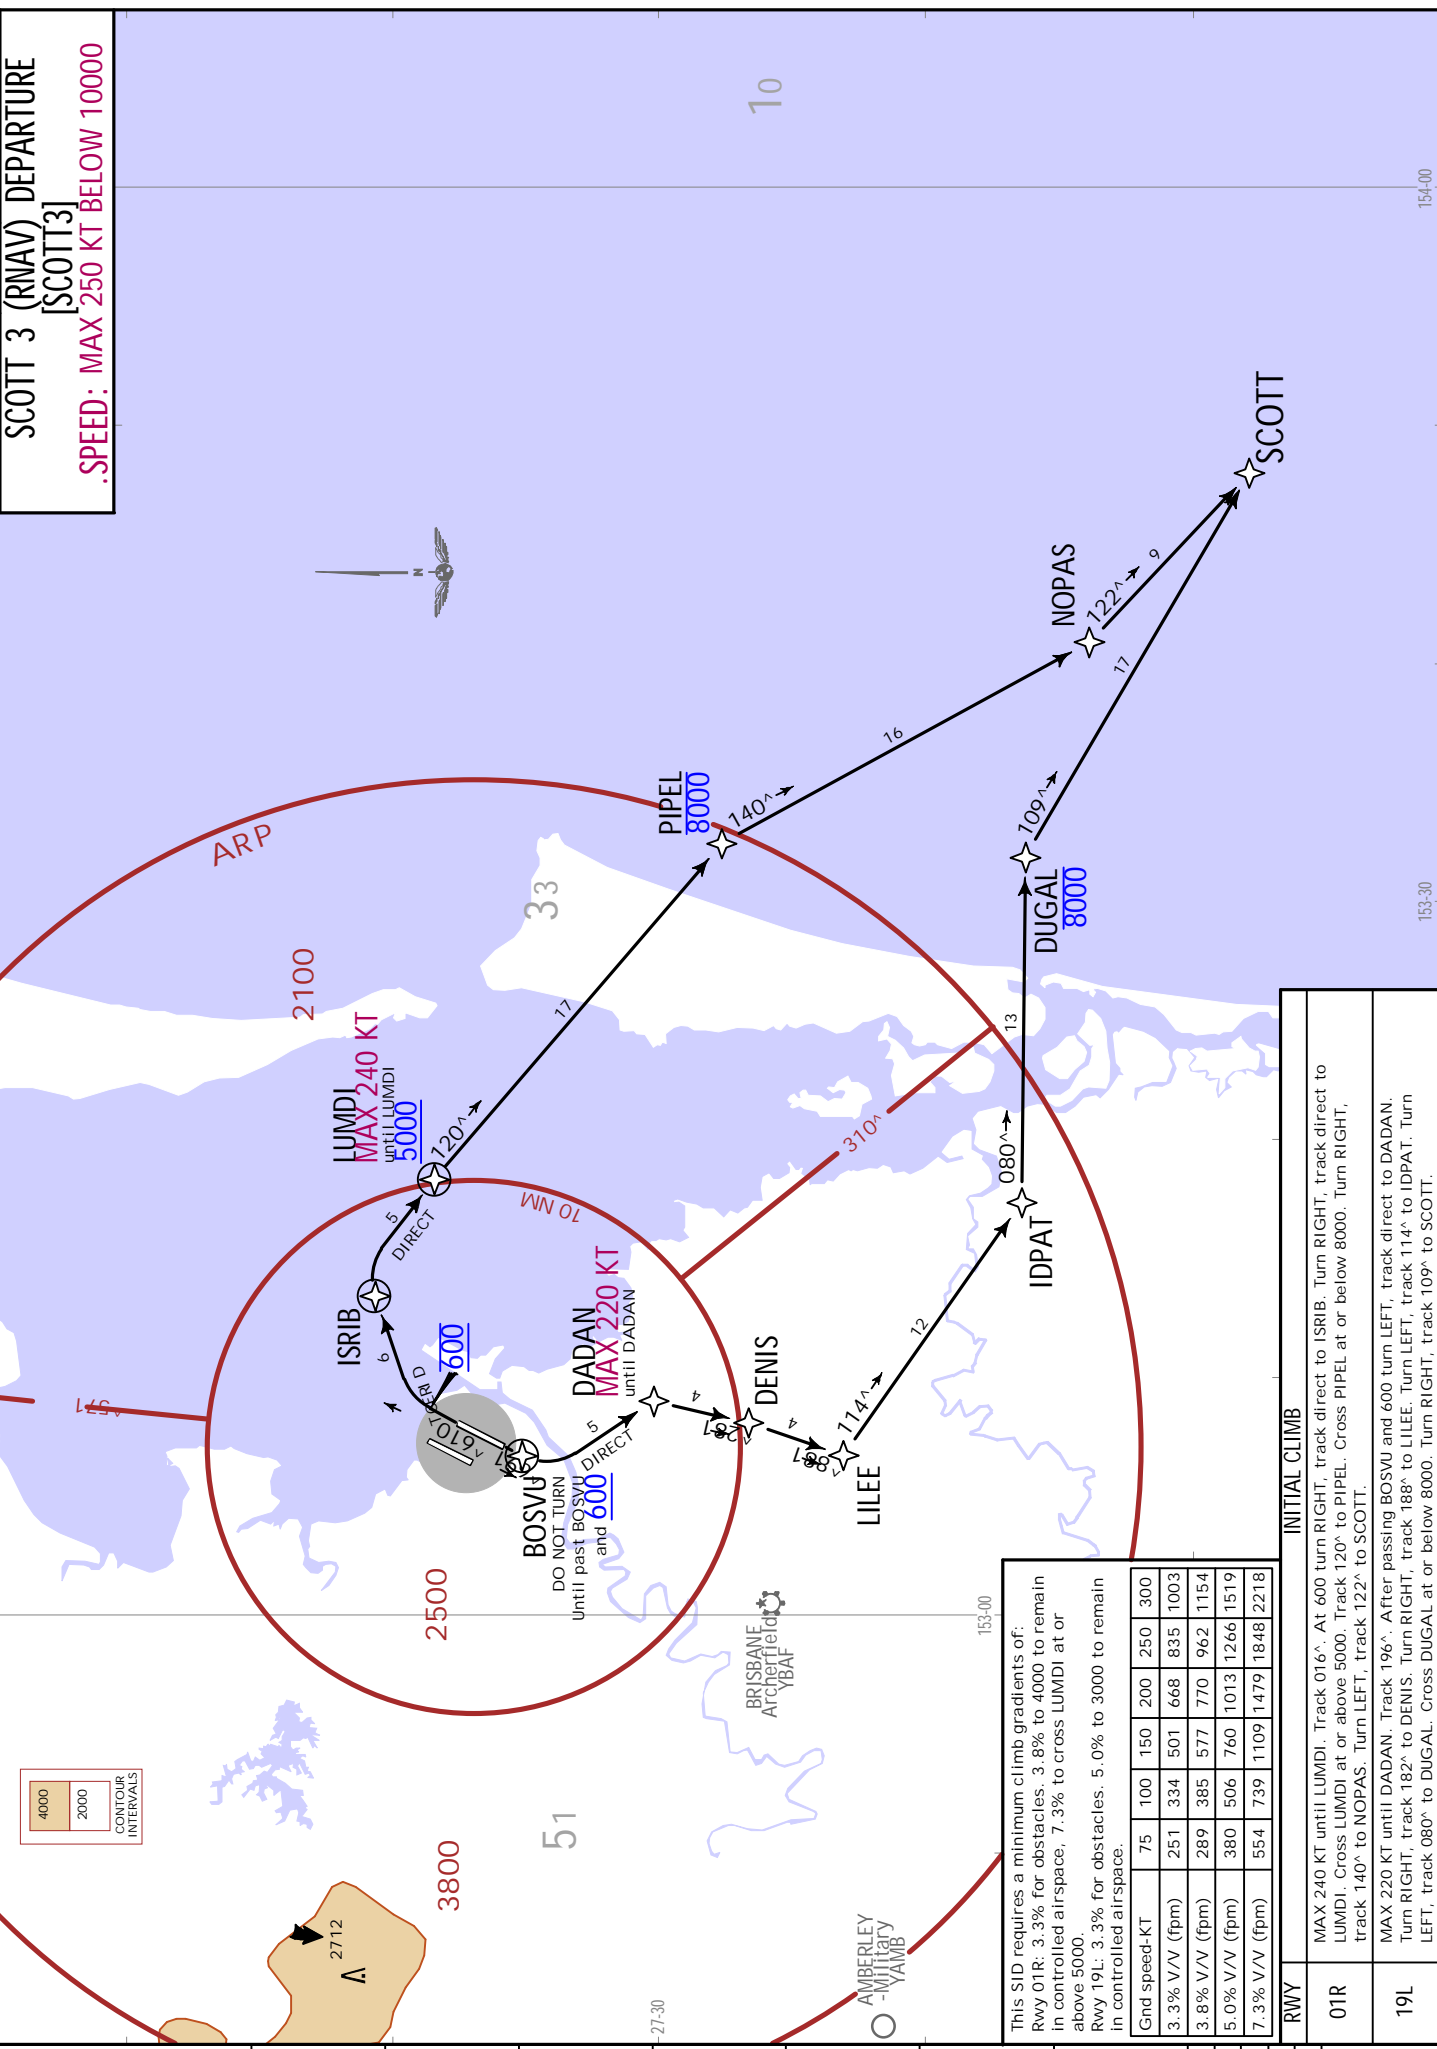 SCOTT 3 (RNAV) DEPARTURE
[SCOTT3]
.SPEED: MAX 250 KT BELOW 10000
4000
2000
CONTOUR
INTERVALS
2712
3800
51
2500
2100
33
10
ARP
N
^571
10 NM
310^
ISRIB
6
600
DER
^610
LUMDI
MAX 240 KT
until LUMDI
5000
5
DIRECT
120^
17
PIPEL
8000
140^
16
NOPAS
122^
9
SCOTT
BOSVU
DO NOT TURN
Until past BOSVU
and 600
5
DIRECT
DADAN
MAX 220 KT
until DADAN
4
^281
DENIS
4
^881
LILEE
114^
12
IDPAT
080^
13
DUGAL
8000
109^
17
BRISBANE
Archerfield
YBAF
AMBERLEY
-Military
YAMB
27-30
153-00
153-30
154-00
This SID requires a minimum climb gradients of:
Rwy 01R: 3.3% for obstacles. 3.8% to 4000 to remain
in controlled airspace, 7.3% to cross LUMDI at or
above 5000.
Rwy 19L: 3.3% for obstacles. 5.0% to 3000 to remain
in controlled airspace.
Gnd speed-KT 75 100 150 200 250 300
3.3% V/V (fpm) 251 334 501 668 835 1003
3.8% V/V (fpm) 289 385 577 770 962 1154
5.0% V/V (fpm) 380 506 760 1013 1266 1519
7.3% V/V (fpm) 554 739 1109 1479 1848 2218
RWY INITIAL CLIMB
01R
MAX 240 KT until LUMDI. Track 016^. At 600 turn RIGHT, track direct to ISRIB. Turn RIGHT, track direct to
LUMDI. Cross LUMDI at or above 5000. Track 120^ to PIPEL. Cross PIPEL at or below 8000. Turn RIGHT,
track 140^ to NOPAS. Turn LEFT, track 122^ to SCOTT.
19L
MAX 220 KT until DADAN. Track 196^. After passing BOSVU and 600 turn LEFT, track direct to DADAN.
Turn RIGHT, track 182^ to DENIS. Turn RIGHT, track 188^ to LILEE. Turn LEFT, track 114^ to IDPAT. Turn
LEFT, track 080^ to DUGAL. Cross DUGAL at or below 8000. Turn RIGHT, track 109^ to SCOTT.